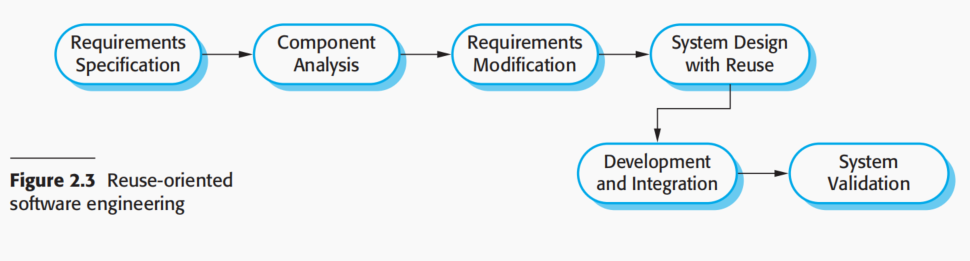 Requirements
Specification
Component
Analysis
Requirements
Modification
System Design
with Reuse
Development
and Integration
System
Validation
Figure 2.3 Reuse-oriented
software engineering